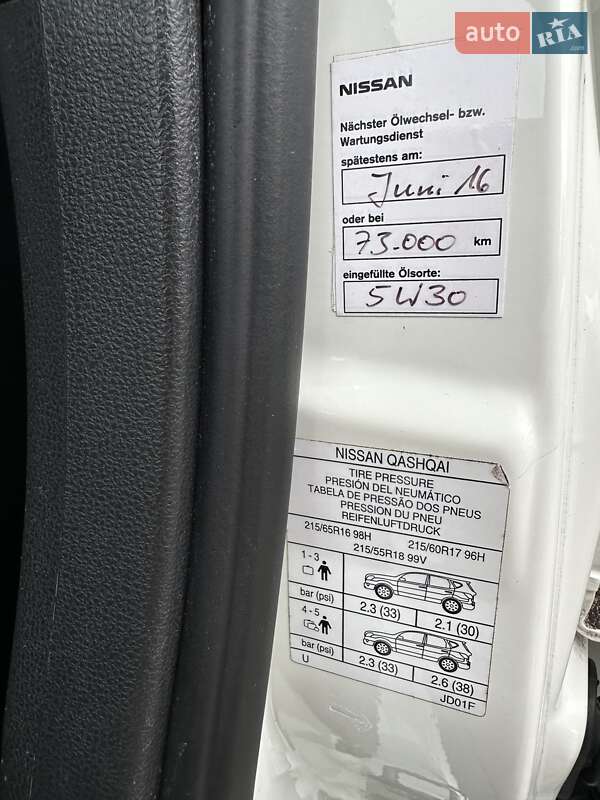 auto RIA .com
NISSAN
Nächster Ölwechsel- bzw.
Wartungsdienst
spätestens am:
Juni 16
oder bei
73.000 km
eingefüllte Ölsorte:
5W30
NISSAN QASHQAI
TIRE PRESSURE
PRESIÓN DEL NEUMÁTICO
TABELA DE PRESSÃO DOS PNEUS
PRESSION DU PNEU
REIFENLUFTDRUCK
215/65R16 98H 215/60R17 96H
215/55R18 99V
1 - 3
bar (psi) 2.3 (33) 2.1 (30)
4 - 5
bar (psi) 2.3 (33) 2.6 (38)
U JD01F